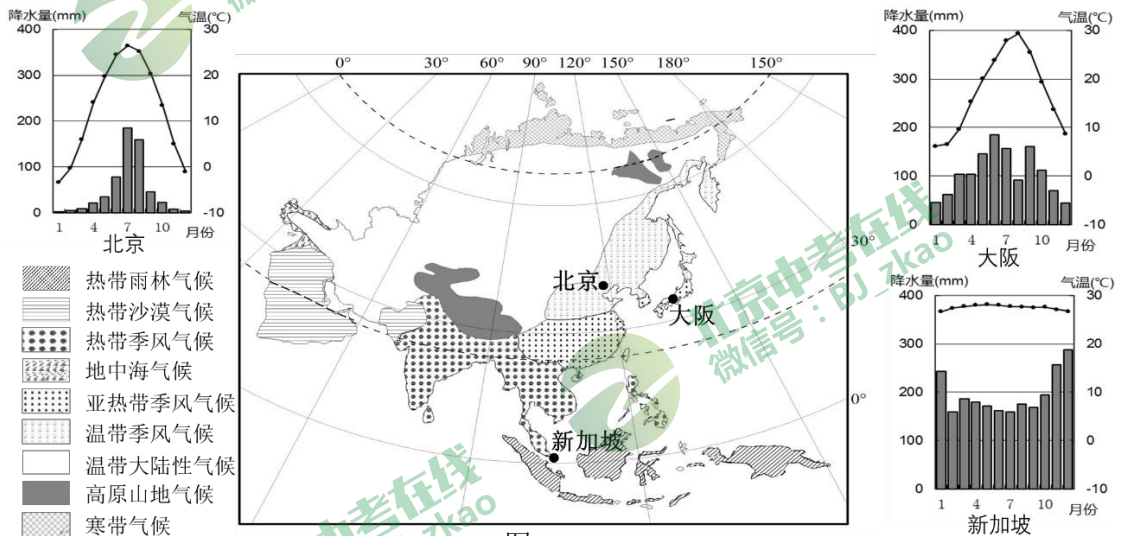 降水量(mm) 气温(℃)
400 30
300 20
200 10
100 0
0 -10
1 4 7 10 月份
北京
0° 30° 60° 90° 120° 150° 180° 150°
30°
0°
北京
大阪
新加坡
降水量(mm) 气温(℃)
400 30
300 20
200 10
100 0
0 -10
1 4 7 10 月份
大阪
降水量(mm) 气温(℃)
400 30
300 20
200 10
100 0
0 -10
1 4 7 10 月份
新加坡
热带雨林气候
热带沙漠气候
热带季风气候
地中海气候
亚热带季风气候
温带季风气候
温带大陆性气候
高原山地气候
寒带气候
北京中考在线
微信号：BJ_zkao